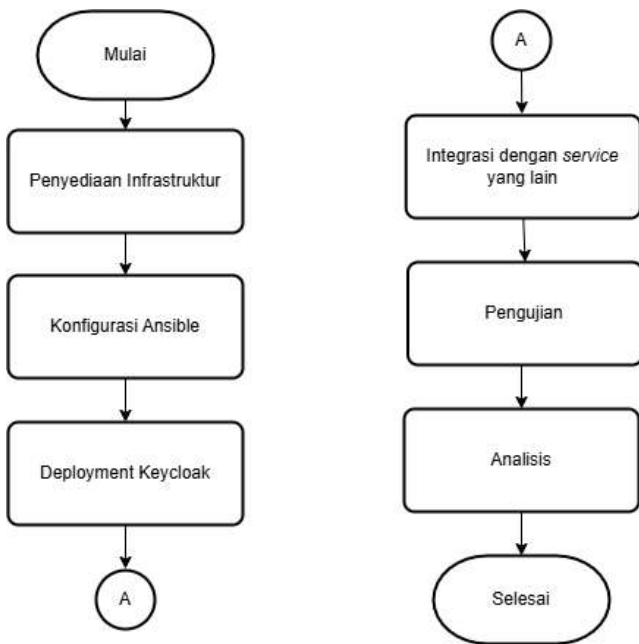 Mulai
Penyediaan Infrastruktur
Konfigurasi Ansible
Deployment Keycloak
A
A
Integrasi dengan service
yang lain
Pengujian
Analisis
Selesai